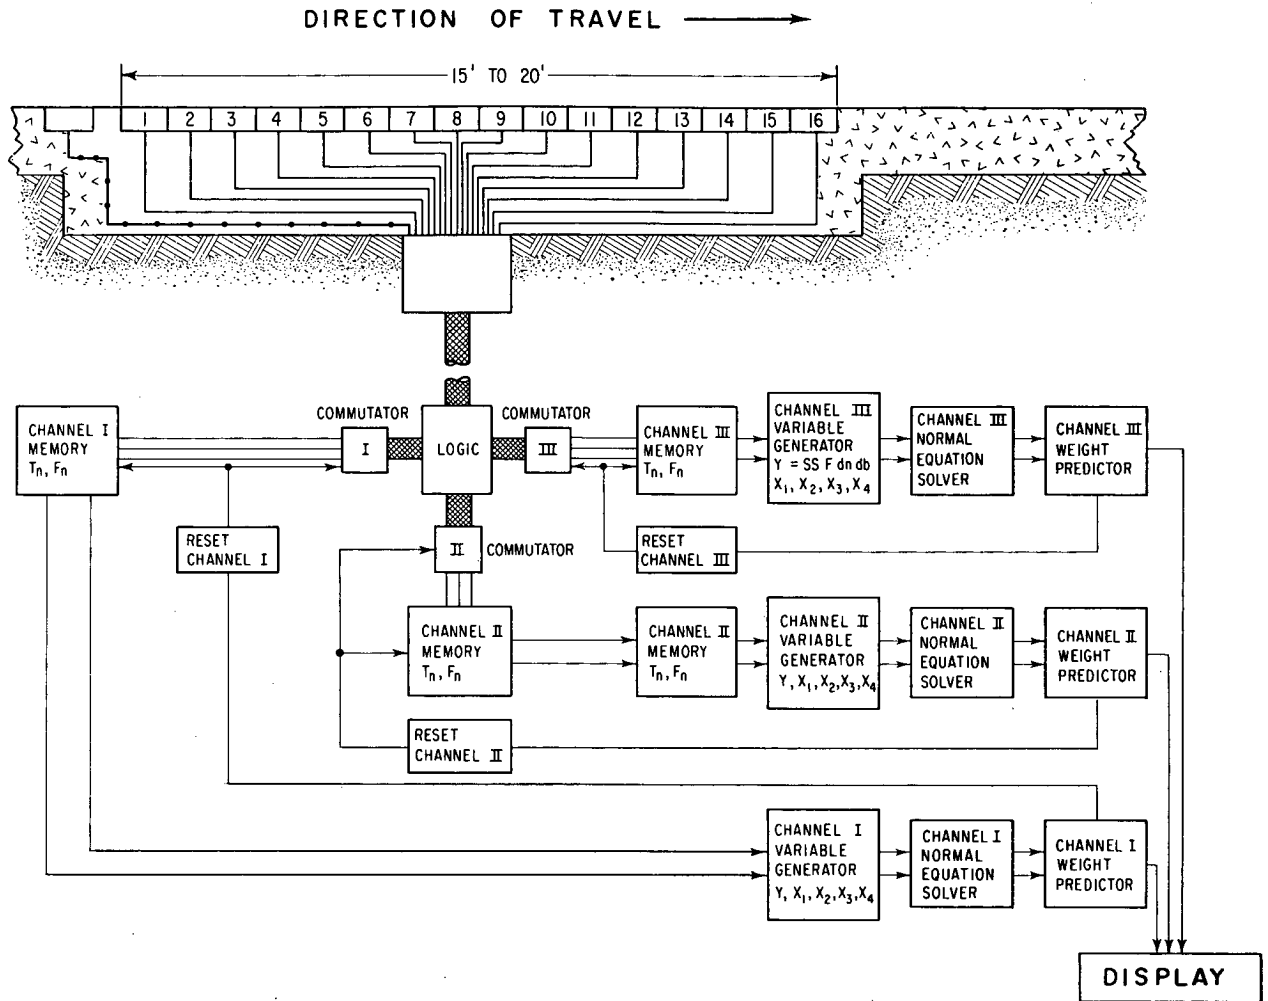 DIRECTION OF TRAVEL
15' TO 20'
1 2 3 4 5 6 7 8 9 10 11 12 13 14 15 16
COMMUTATOR
COMMUTATOR
CHANNEL I
MEMORY
Tn, Fn
I
LOGIC
III
CHANNEL III
MEMORY
Tn, Fn
CHANNEL III
VARIABLE
GENERATOR
Y = SS F dn db
X1, X2, X3, X4
CHANNEL III
NORMAL
EQUATION
SOLVER
CHANNEL III
WEIGHT
PREDICTOR
RESET
CHANNEL I
II
COMMUTATOR
RESET
CHANNEL III
CHANNEL II
MEMORY
Tn, Fn
CHANNEL II
MEMORY
Tn, Fn
CHANNEL II
VARIABLE
GENERATOR
Y, X1, X2, X3, X4
CHANNEL II
NORMAL
EQUATION
SOLVER
CHANNEL II
WEIGHT
PREDICTOR
RESET
CHANNEL II
CHANNEL I
VARIABLE
GENERATOR
Y, X1, X2, X3, X4
CHANNEL I
NORMAL
EQUATION
SOLVER
CHANNEL I
WEIGHT
PREDICTOR
DISPLAY